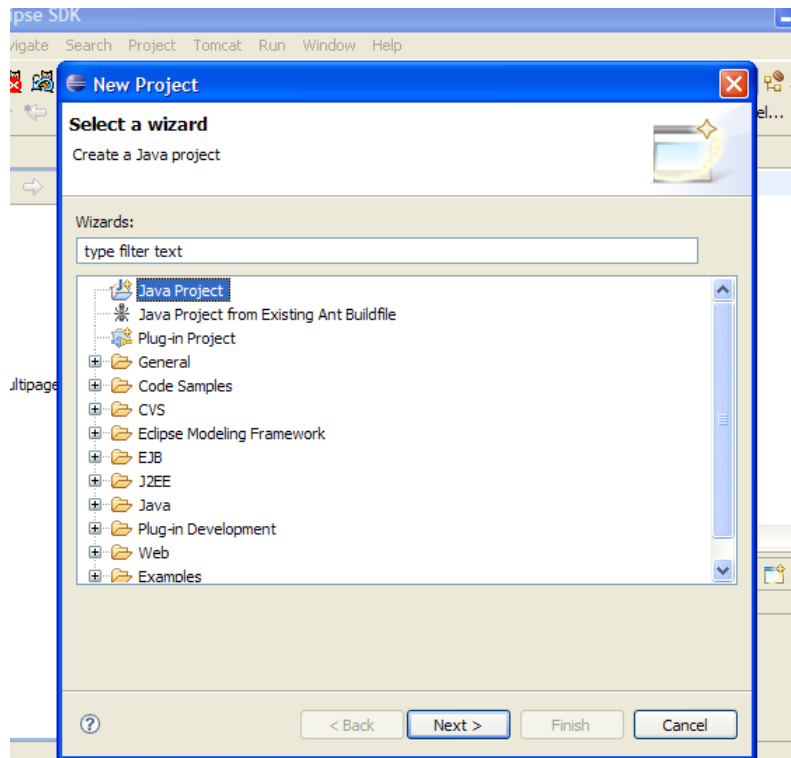 ipse SDK
vigate Search Project Tomcat Run Window Help
New Project
el...
Select a wizard
Create a Java project
Wizards:
type filter text
Java Project
Java Project from Existing Ant Buildfile
Plug-in Project
General
Code Samples
ultipage
CVS
Eclipse Modeling Framework
EJB
J2EE
Java
Plug-in Development
Web
Examples
? < Back Next > Finish Cancel